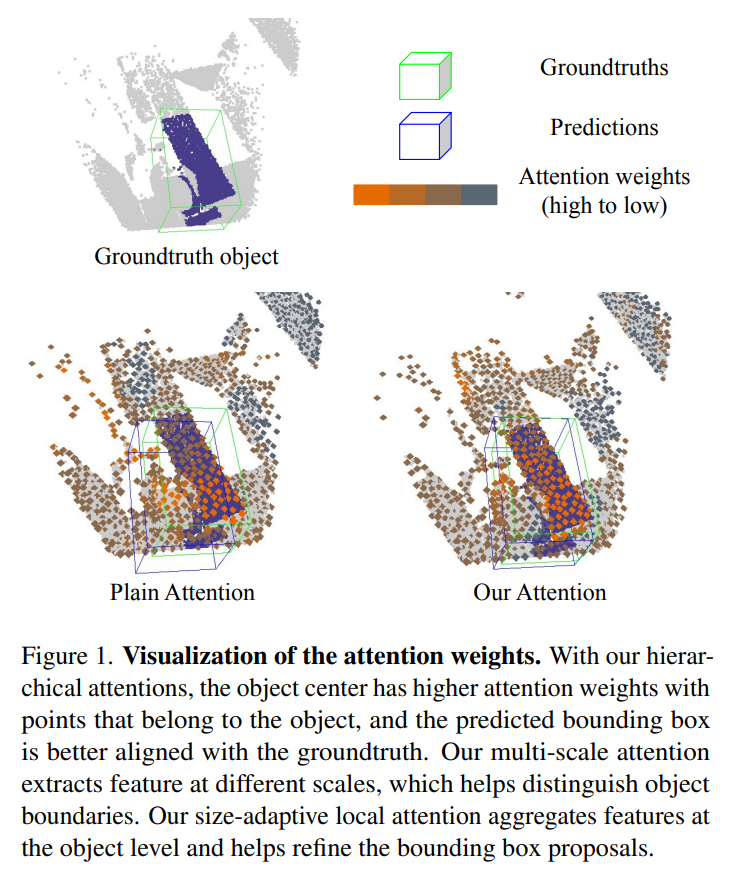 Groundtruths
Predictions
Attention weights
(high to low)
Groundtruth object
Plain Attention
Our Attention
Figure 1. Visualization of the attention weights. With our hierar-
chical attentions, the object center has higher attention weights with
points that belong to the object, and the predicted bounding box
is better aligned with the groundtruth. Our multi-scale attention
extracts feature at different scales, which helps distinguish object
boundaries. Our size-adaptive local attention aggregates features at
the object level and helps refine the bounding box proposals.